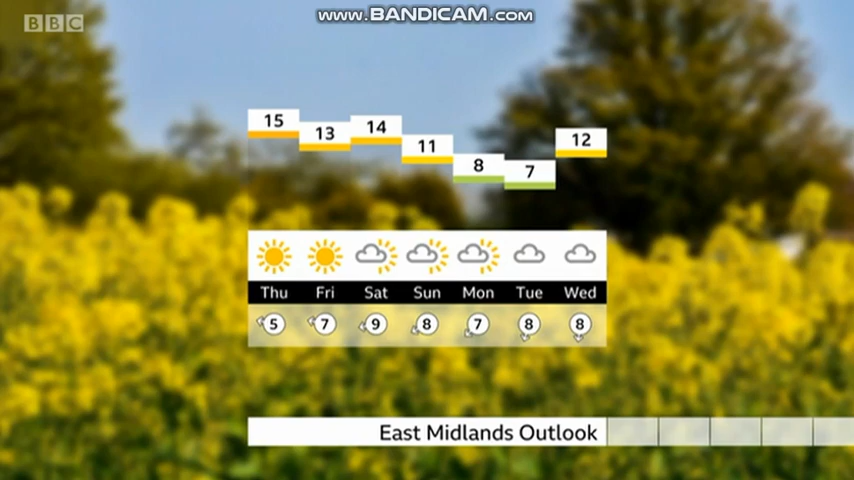 BBC
www.BANDICAM.com
15 13 14 11 8 7 12
Thu Fri Sat Sun Mon Tue Wed
5 7 9 8 7 8 8
East Midlands Outlook